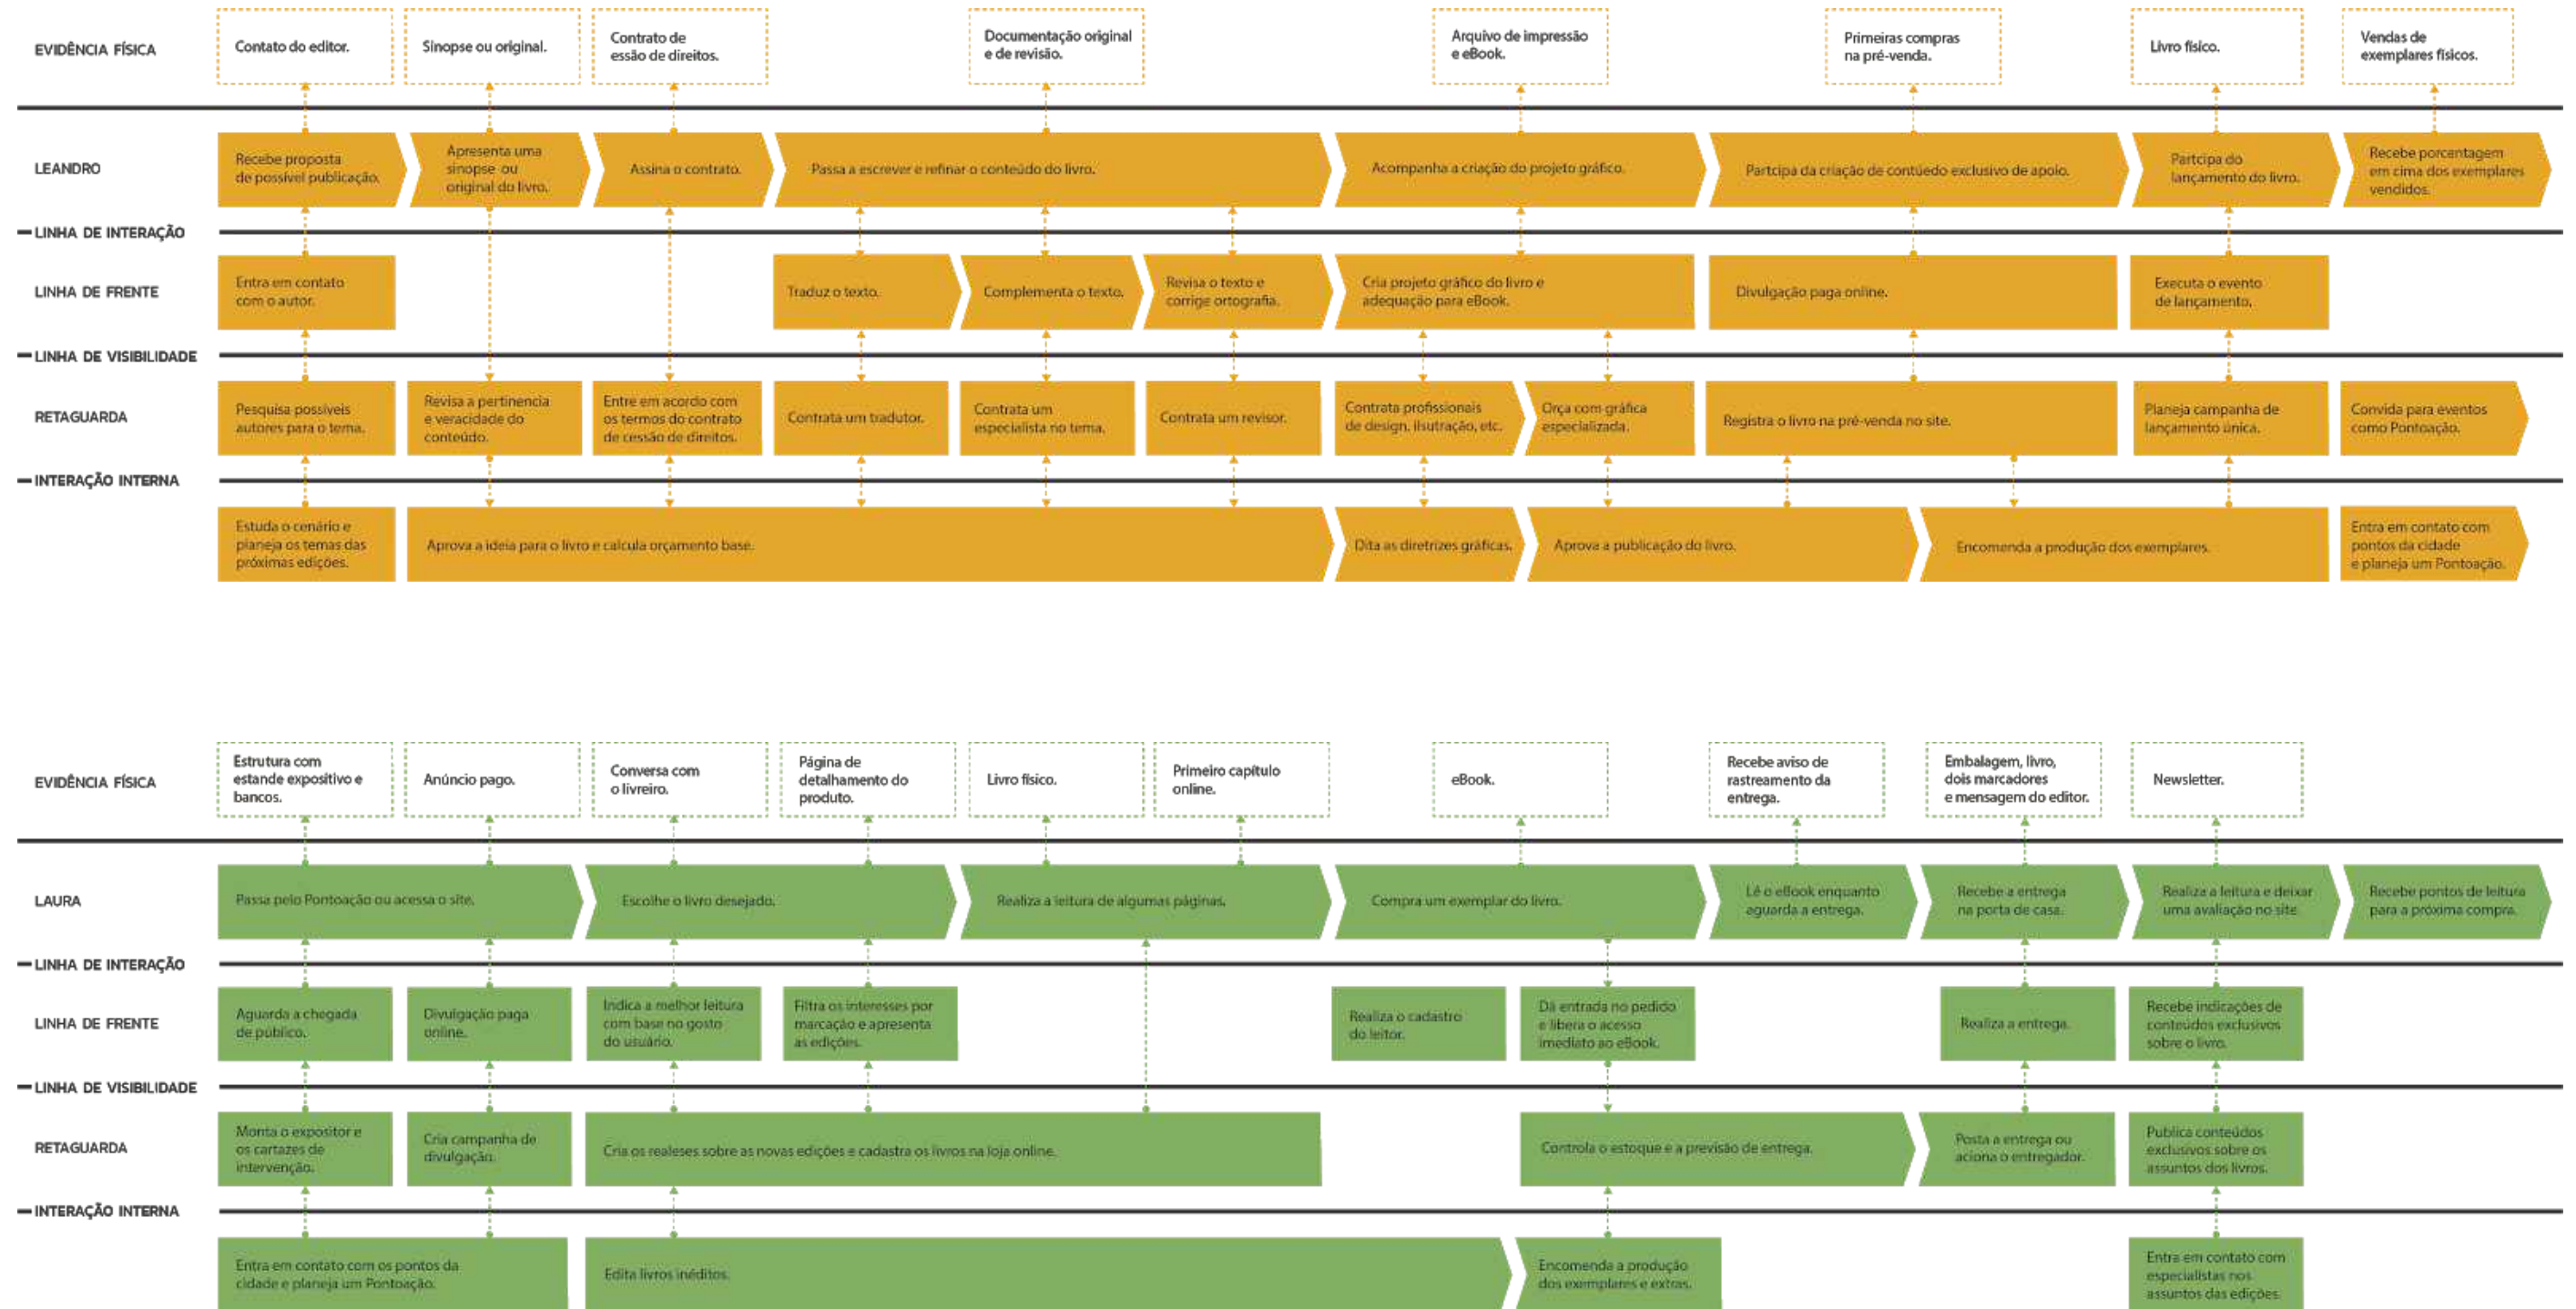 EVIDÊNCIA FÍSICA
Contato do editor.
Sinopse ou original.
Contrato de
essão de direitos.
Documentação original
e de revisão.
Arquivo de impressão
e eBook.
Primeiras compras
na pré-venda.
Livro físico.
Vendas de
exemplares físicos.
LEANDRO
Recebe proposta
de possível publicação.
Apresenta uma
sinopse ou
original do livro.
Assina o contrato.
Passa a escrever e refinar o conteúdo do livro.
Acompanha a criação do projeto gráfico.
Partcipa da criação de contúedo exclusivo de apoio.
Partcipa do
lançamento do livro.
Recebe porcentagem
em cima dos exemplares
vendidos.
LINHA DE INTERAÇÃO
LINHA DE FRENTE
Entra em contato
com o autor.
Traduz o texto.
Complementa o texto.
Revisa o texto e
corrige ortografia.
Cria projeto gráfico do livro e
adequação para eBook.
Divulgação paga online.
Executa o evento
de lançamento.
LINHA DE VISIBILIDADE
RETAGUARDA
Pesquisa possíveis
autores para o tema.
Revisa a pertinencia
e veracidade do
conteúdo.
Entre em acordo com
os termos do contrato
de cessão de direitos.
Contrata um tradutor.
Contrata um
especialista no tema.
Contrata um revisor.
Contrata profissionais
de design, ilsutração, etc.
Orça com gráfica
especializada.
Registra o livro na pré-venda no site.
Planeja campanha de
lançamento única.
Convida para eventos
como Pontoação.
INTERAÇÃO INTERNA
Estuda o cenário e
planeja os temas das
próximas edições.
Aprova a ideia para o livro e calcula orçamento base.
Dita as diretrizes gráficas.
Aprova a publicação do livro.
Encomenda a produção dos exemplares.
Entra em contato com
pontos da cidade
e planeja um Pontoação.
EVIDÊNCIA FÍSICA
Estrutura com
estande expositivo e
bancos.
Anúncio pago.
Conversa com
o livreiro.
Página de
detalhamento do
produto.
Livro físico.
Primeiro capítulo
online.
eBook.
Recebe aviso de
rastreamento da
entrega.
Embalagem, livro,
dois marcadores
e mensagem do editor.
Newsletter.
LAURA
Passa pelo Pontoação ou acessa o site.
Escolhe o livro desejado.
Realiza a leitura de algumas páginas.
Compra um exemplar do livro.
Lê o eBook enquanto
aguarda a entrega.
Recebe a entrega
na porta de casa.
Realiza a leitura e deixar
uma avaliação no site.
Recebe pontos de leitura
para a próxima compra.
LINHA DE INTERAÇÃO
LINHA DE FRENTE
Aguarda a chegada
de público.
Divulgação paga
online.
Indica a melhor leitura
com base no gosto
do usuário.
Filtra os interesses por
marcação e apresenta
as edições.
Realiza o cadastro
do leitor.
Dá entrada no pedido
e libera o acesso
imediato ao eBook.
Realiza a entrega.
Recebe indicações de
conteúdos exclusivos
sobre o livro.
LINHA DE VISIBILIDADE
RETAGUARDA
Monta o expositor e
os cartazes de
intervenção.
Cria campanha de
divulgação.
Cria os realeses sobre as novas edições e cadastra os livros na loja online.
Controla o estoque e a previsão de entrega.
Posta a entrega ou
aciona o entregador.
Publica conteúdos
exclusivos sobre os
assuntos dos livros.
INTERAÇÃO INTERNA
Entra em contato com os pontos da
cidade e planeja um Pontoação.
Edita livros inéditos.
Encomenda a produção
dos exemplares e extras.
Entra em contato com
especialistas nos
assuntos das edições.